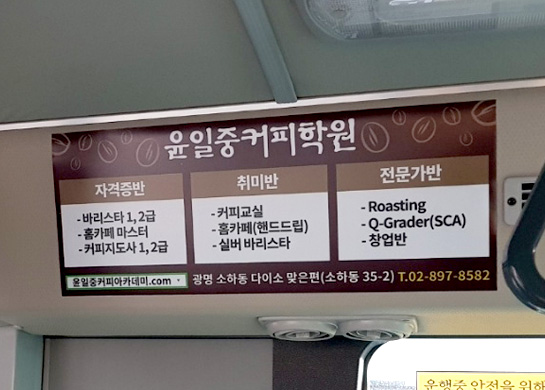 윤일중커피학원
자격증반
- 바리스타 1, 2급
- 홈카페 마스터
- 커피지도사 1, 2급
취미반
- 커피교실
- 홈카페(핸드드립)
- 실버 바리스타
전문가반
- Roasting
- Q-Grader(SCA)
- 창업반
윤일중커피아카데미.com
광명 소하동 다이소 맞은편(소하동 35-2) T.02-897-8582
운행중 안전을 위해